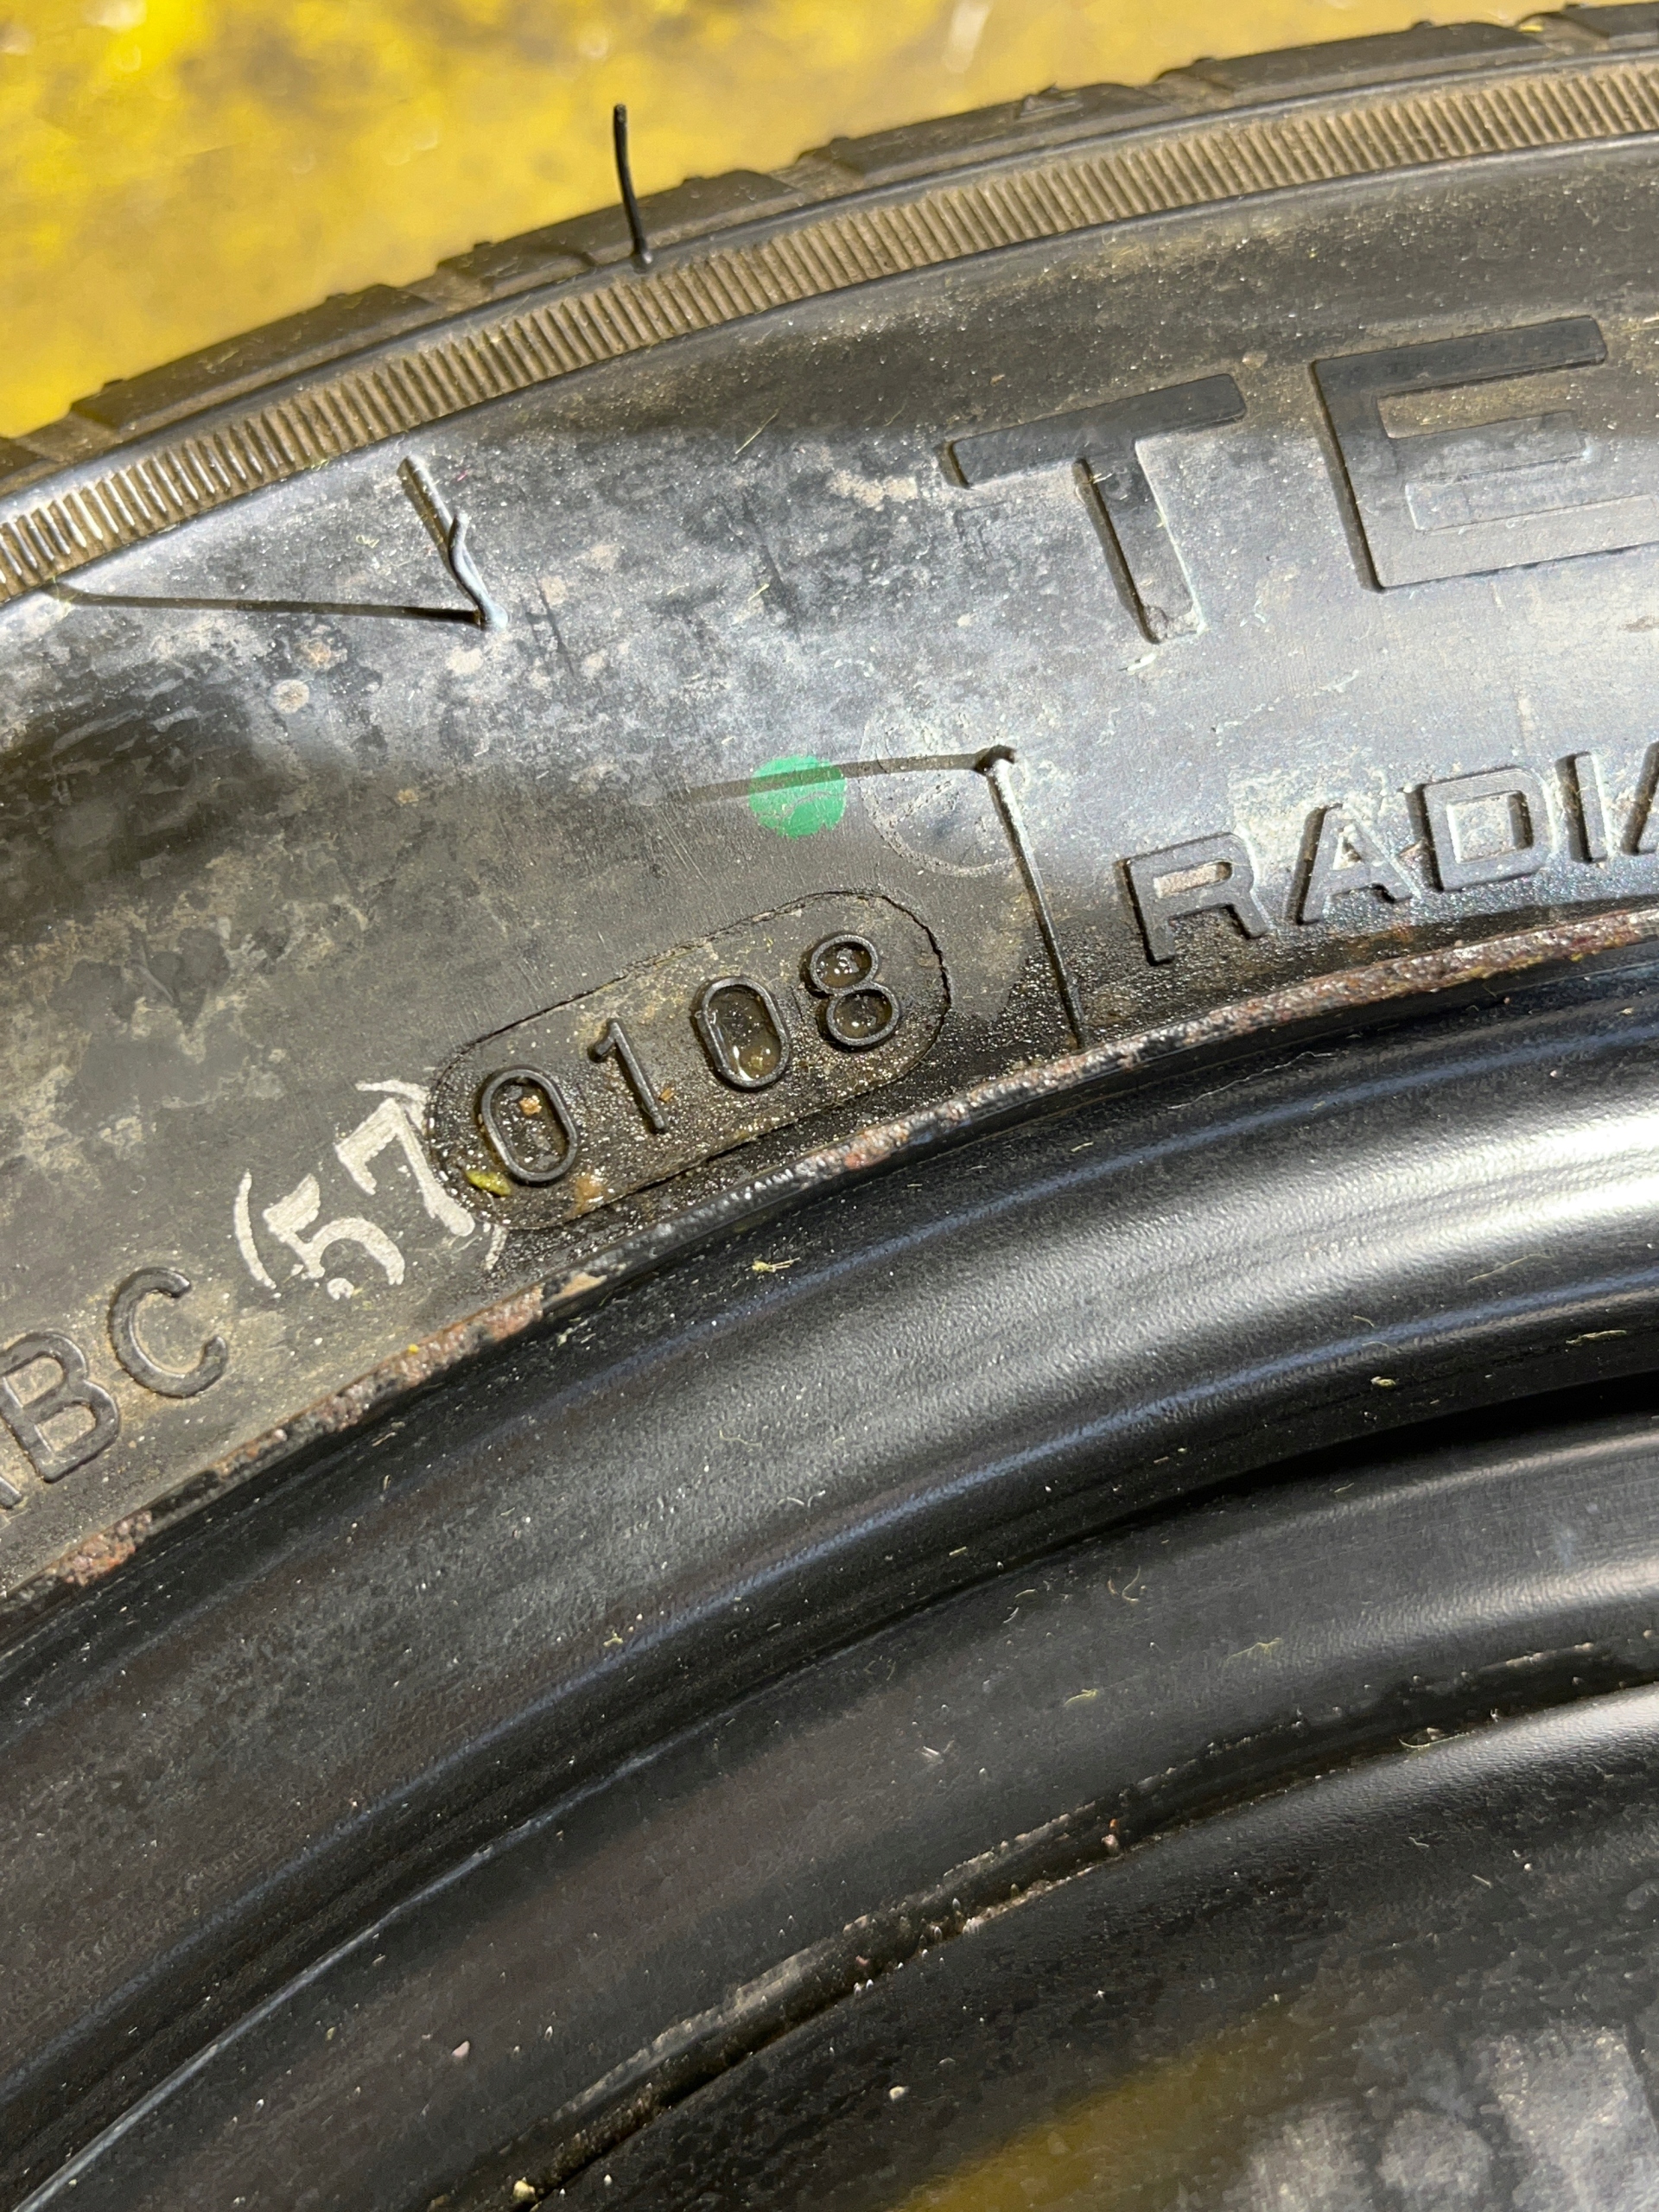 TE
RADIA
BC (57) 0108